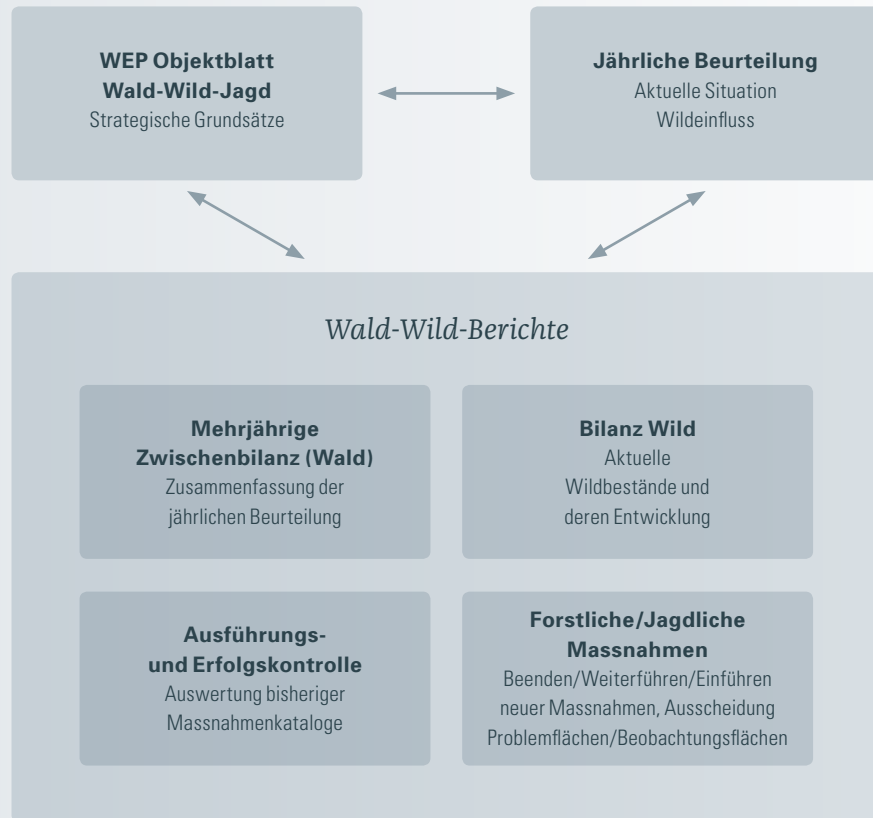 WEP Objektblatt
Wald-Wild-Jagd
Strategische Grundsätze
Jährliche Beurteilung
Aktuelle Situation
Wildeinfluss
Wald-Wild-Berichte
Mehrjährige
Zwischenbilanz (Wald)
Zusammenfassung der
jährlichen Beurteilung
Bilanz Wild
Aktuelle
Wildbestände und
deren Entwicklung
Ausführungs-
und Erfolgskontrolle
Auswertung bisheriger
Massnahmenkataloge
Forstliche/Jagdliche
Massnahmen
Beenden/Weiterführen/Einführen
neuer Massnahmen, Ausscheidung
Problemflächen/Beobachtungsflächen